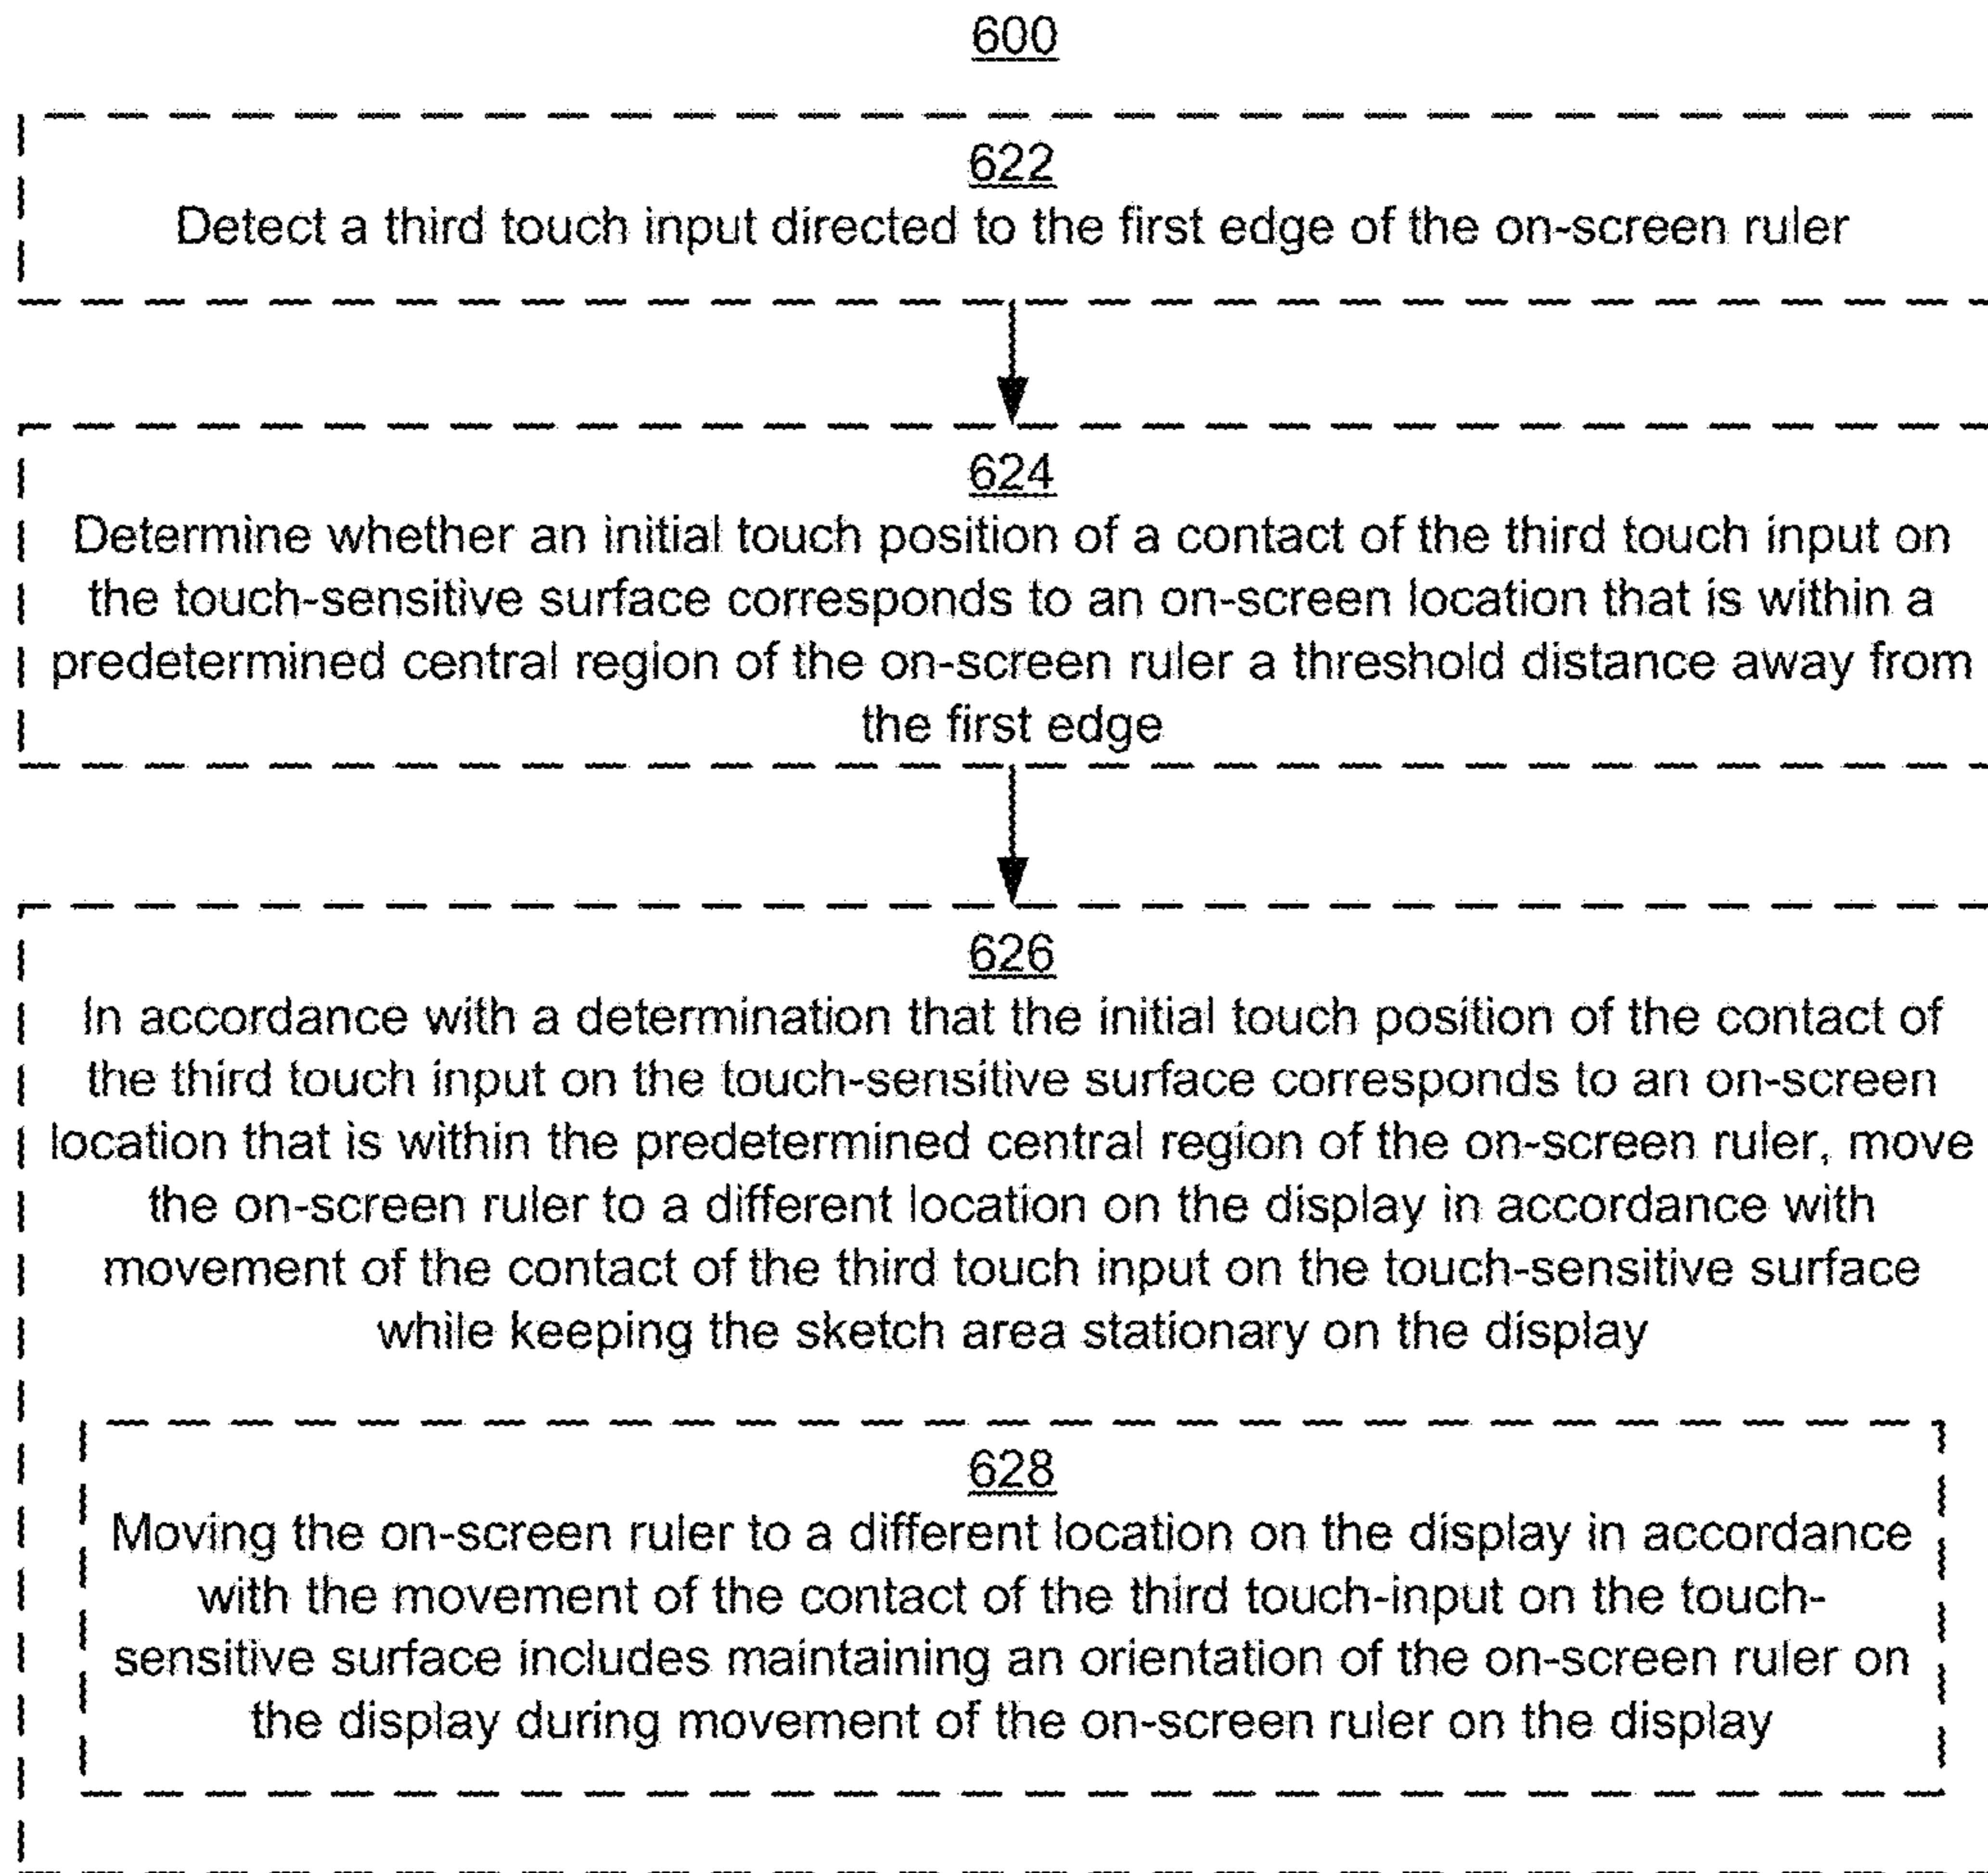 600
622
Detect a third touch input directed to the first edge of the on-screen ruler
624
Determine whether an initial touch position of a contact of the third touch input on
the touch-sensitive surface corresponds to an on-screen location that is within a
predetermined central region of the on-screen ruler a threshold distance away from
the first edge
626
In accordance with a determination that the initial touch position of the contact of
the third touch input on the touch-sensitive surface corresponds to an on-screen
location that is within the predetermined central region of the on-screen ruler, move
the on-screen ruler to a different location on the display in accordance with
movement of the contact of the third touch input on the touch-sensitive surface
while keeping the sketch area stationary on the display
628
Moving the on-screen ruler to a different location on the display in accordance
with the movement of the contact of the third touch-input on the touch-
sensitive surface includes maintaining an orientation of the on-screen ruler on
the display during movement of the on-screen ruler on the display